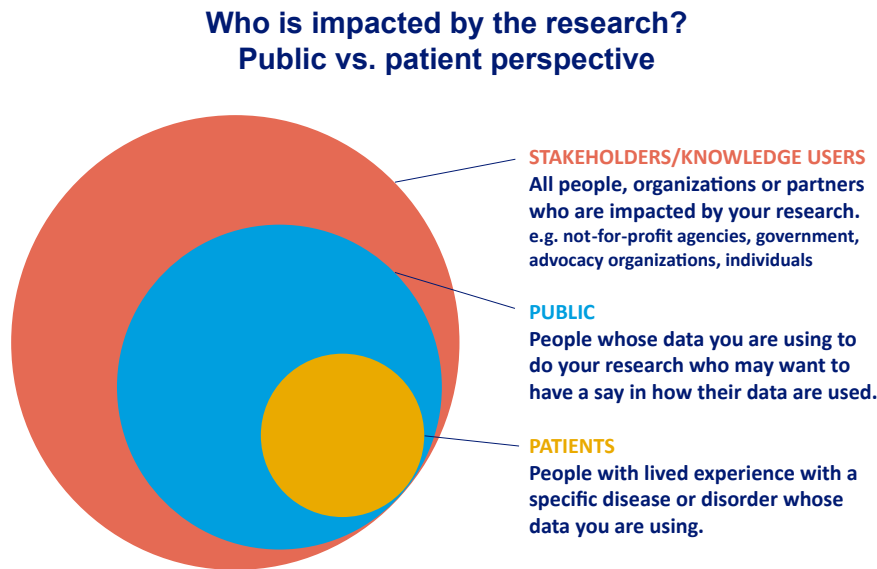 Who is impacted by the research?
Public vs. patient perspective
STAKEHOLDERS/KNOWLEDGE USERS
All people, organizations or partners
who are impacted by your research.
e.g. not-for-profit agencies, government,
advocacy organizations, individuals
PUBLIC
People whose data you are using to
do your research who may want to
have a say in how their data are used.
PATIENTS
People with lived experience with a
specific disease or disorder whose
data you are using.